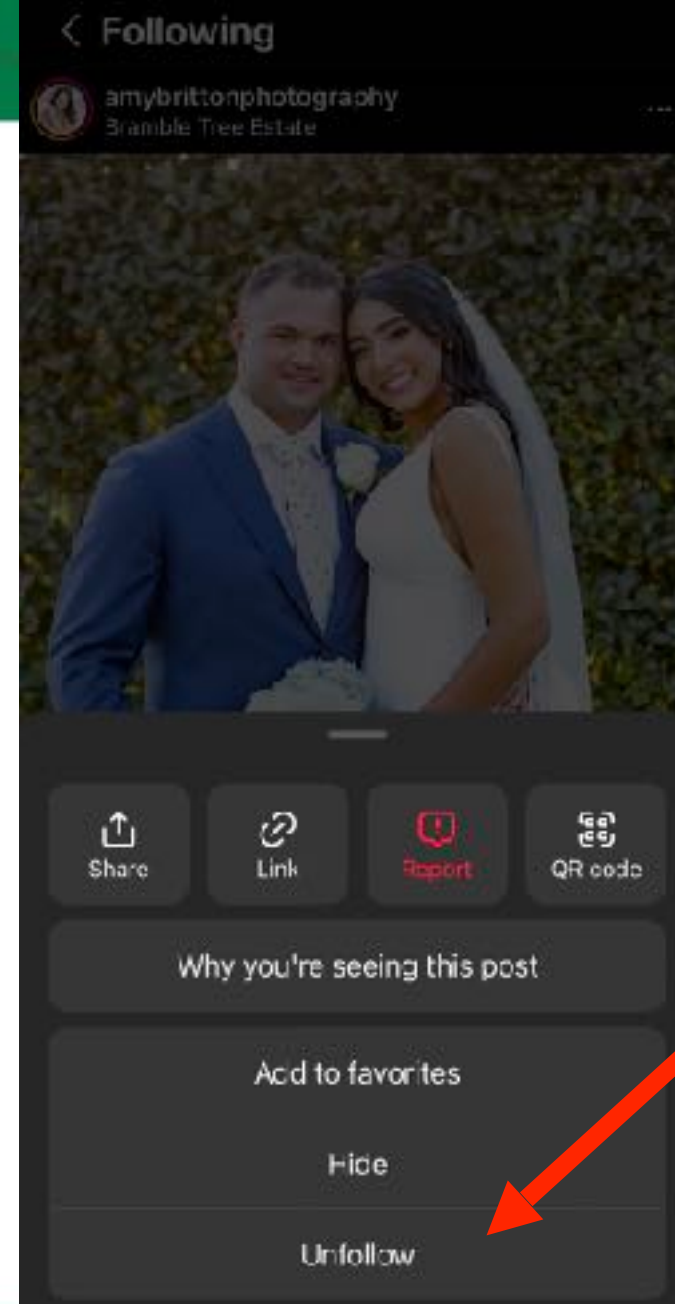 Following
amybrittonphotography
Bramble Tree Estate
Share
Link
Report
QR code
Why you're seeing this post
Add to favorites
Hide
Unfollow